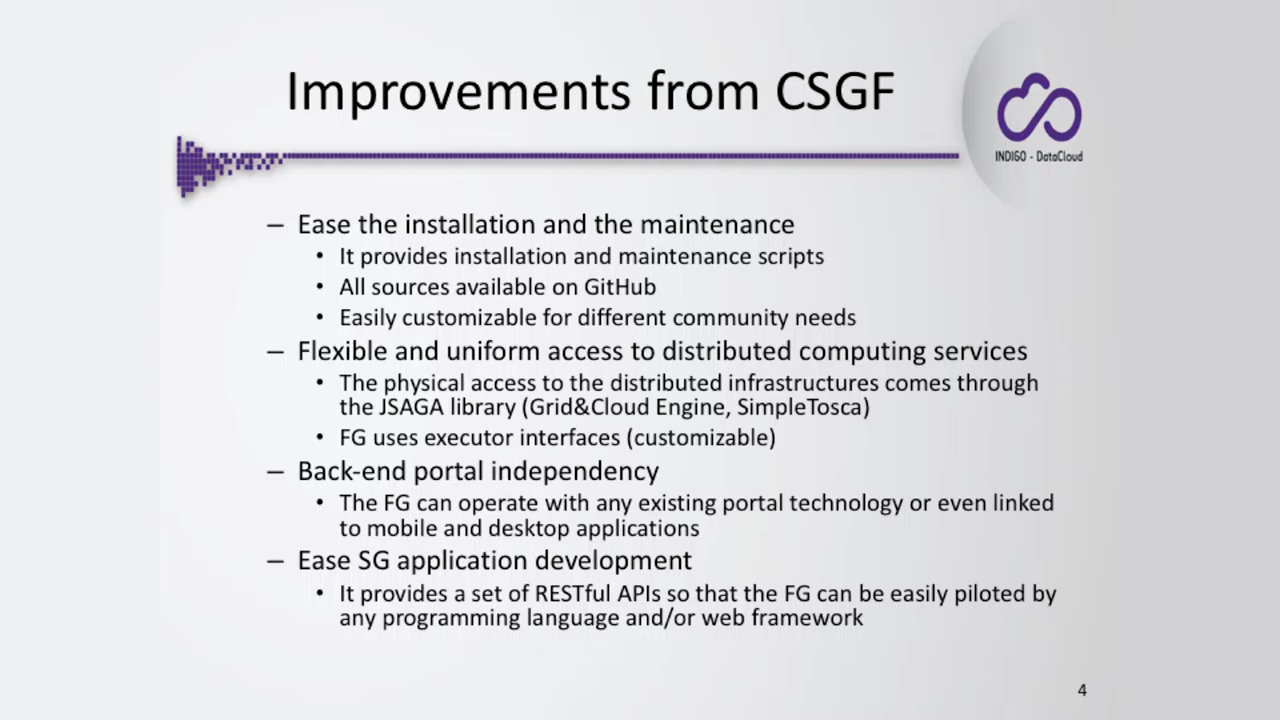 Improvements from CSGF
INDIGO - DataCloud
– Ease the installation and the maintenance
• It provides installation and maintenance scripts
• All sources available on GitHub
• Easily customizable for different community needs
– Flexible and uniform access to distributed computing services
• The physical access to the distributed infrastructures comes through
the JSAGA library (Grid&Cloud Engine, SimpleTosca)
• FG uses executor interfaces (customizable)
– Back-end portal independency
• The FG can operate with any existing portal technology or even linked
to mobile and desktop applications
– Ease SG application development
• It provides a set of RESTful APIs so that the FG can be easily piloted by
any programming language and/or web framework
4